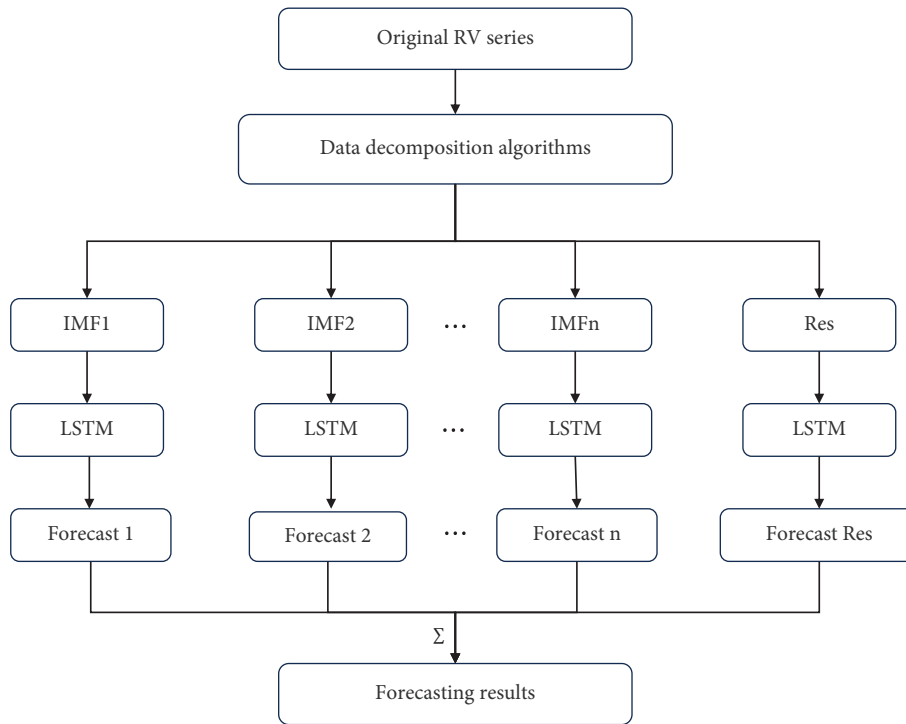 Original RV series
Data decomposition algorithms
IMF1 IMF2 … IMFn Res
LSTM LSTM … LSTM LSTM
Forecast 1 Forecast 2 … Forecast n Forecast Res
Σ
Forecasting results